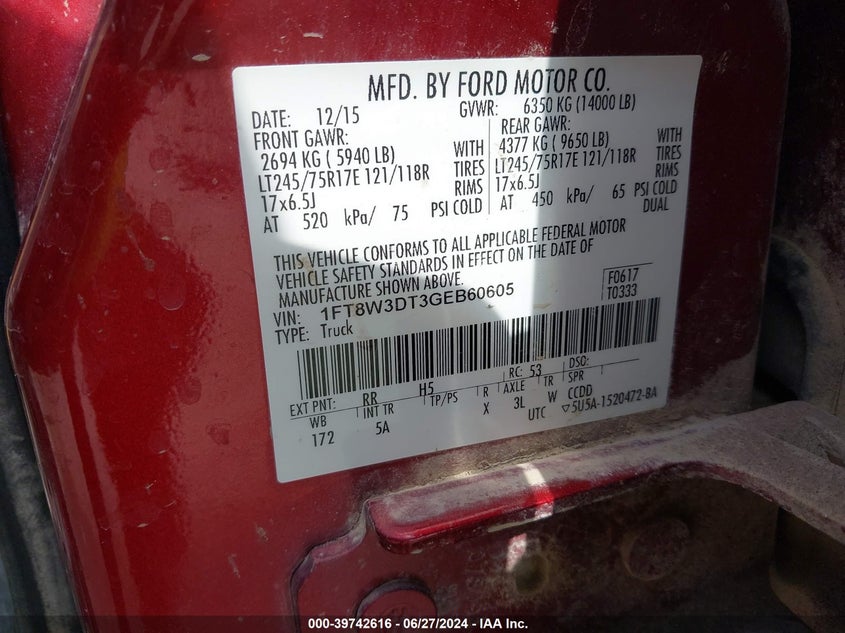 MFD. BY FORD MOTOR CO.
DATE: 12/15 GVWR: 6350 KG (14000 LB)
FRONT GAWR: REAR GAWR:
2694 KG ( 5940 LB) WITH 4377 KG ( 9650 LB) WITH
LT245/75R17E 121/118R TIRES LT245/75R17E 121/118R TIRES
17x6.5J RIMS 17x6.5J RIMS
AT 520 kPa/ 75 PSI COLD AT 450 kPa/ 65 PSI COLD
DUAL
THIS VEHICLE CONFORMS TO ALL APPLICABLE FEDERAL MOTOR
VEHICLE SAFETY STANDARDS IN EFFECT ON THE DATE OF
MANUFACTURE SHOWN ABOVE.
F0617
VIN: 1FT8W3DT3GEB60605 T0333
TYPE: Truck
EXT PNT: RR H5 RC: 53 DSO:
WB INT TR TP/PS R AXLE TR SPR
172 5A X 3L W CCDD
UTC ▽5U5A-1520472-BA
000-39742616 - 06/27/2024 - IAA Inc.